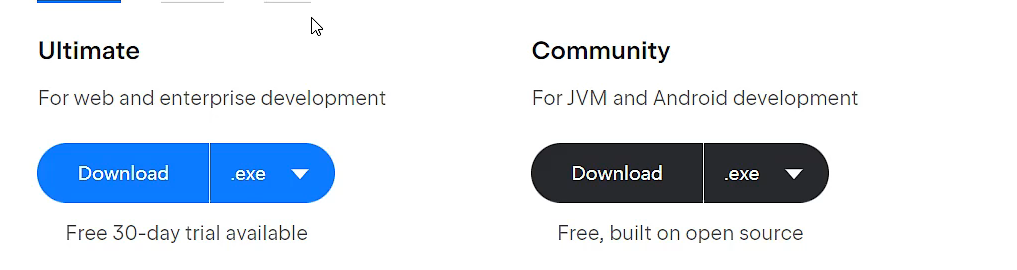 Ultimate
For web and enterprise development
Download .exe
Free 30-day trial available
Community
For JVM and Android development
Download .exe
Free, built on open source